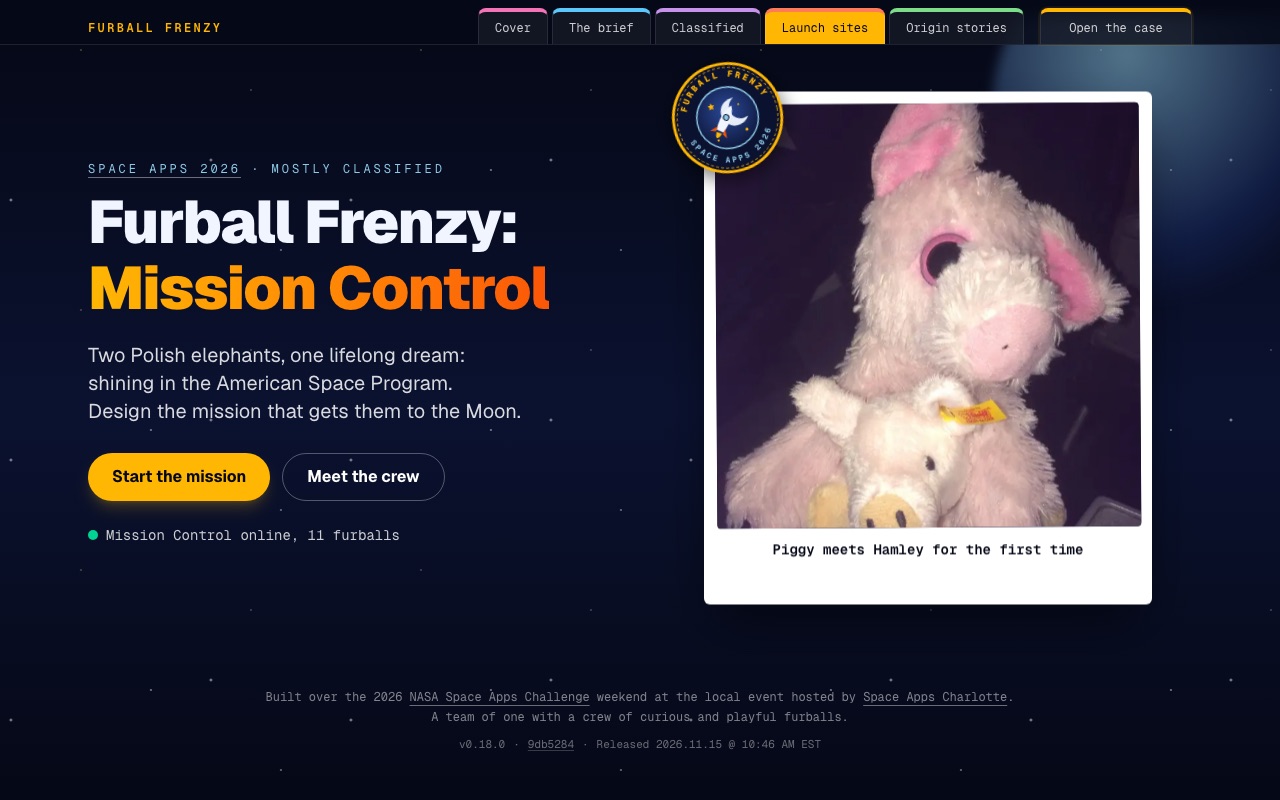 FURBALL FRENZY
Cover
The brief
Classified
Launch sites
Origin stories
Open the case
FURBALL FRENZY
SPACE APPS 2026
SPACE APPS 2026 · MOSTLY CLASSIFIED
Furball Frenzy:
Mission Control
Two Polish elephants, one lifelong dream:
shining in the American Space Program.
Design the mission that gets them to the Moon.
Start the mission
Meet the crew
Mission Control online, 11 furballs
Piggy meets Hamley for the first time
Built over the 2026 NASA Space Apps Challenge weekend at the local event hosted by Space Apps Charlotte.
A team of one with a crew of curious and playful furballs.
v0.18.0 · 9db5284 · Released 2026.11.15 @ 10:46 AM EST